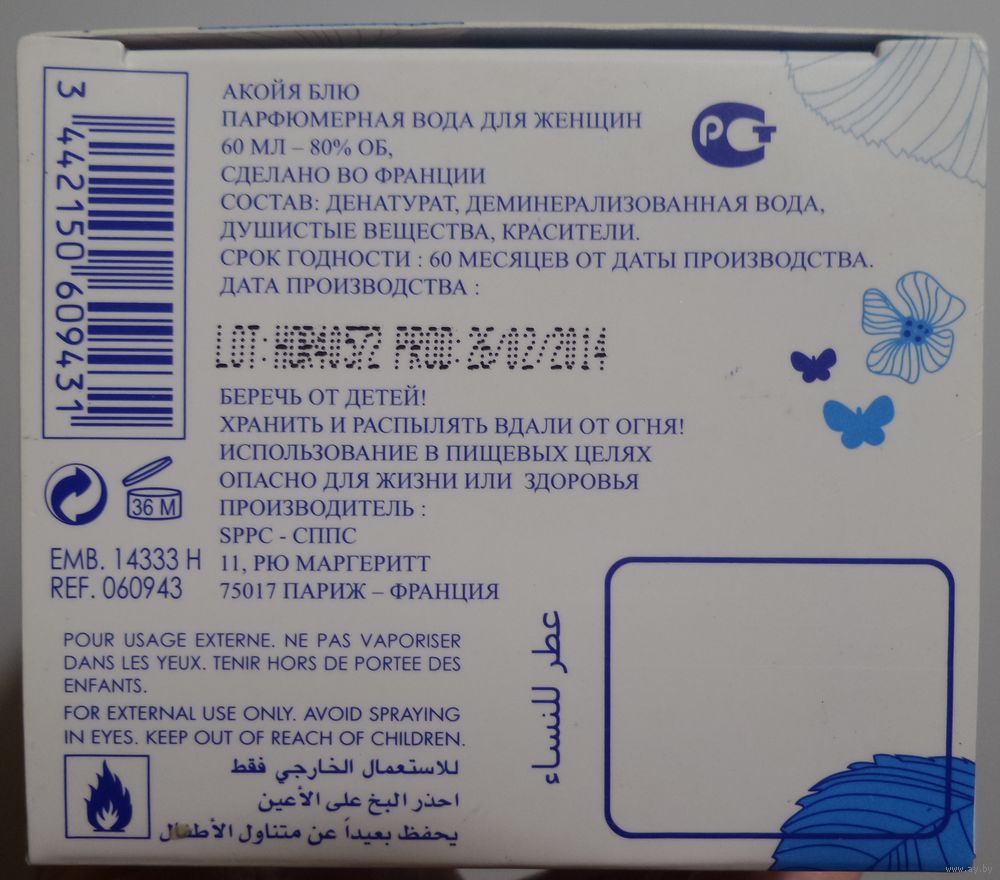 3 442150 609431
АКОЙЯ БЛЮ
ПАРФЮМЕРНАЯ ВОДА ДЛЯ ЖЕНЩИН
60 МЛ – 80% ОБ,
СДЕЛАНО ВО ФРАНЦИИ
СОСТАВ: ДЕНАТУРАТ, ДЕМИНЕРАЛИЗОВАННАЯ ВОДА,
ДУШИСТЫЕ ВЕЩЕСТВА, КРАСИТЕЛИ.
СРОК ГОДНОСТИ : 60 МЕСЯЦЕВ ОТ ДАТЫ ПРОИЗВОДСТВА.
ДАТА ПРОИЗВОДСТВА :
РСТ
LOT: PROD: 26/02/2014
БЕРЕЧЬ ОТ ДЕТЕЙ!
ХРАНИТЬ И РАСПЫЛЯТЬ ВДАЛИ ОТ ОГНЯ!
ИСПОЛЬЗОВАНИЕ В ПИЩЕВЫХ ЦЕЛЯХ
ОПАСНО ДЛЯ ЖИЗНИ ИЛИ ЗДОРОВЬЯ
ПРОИЗВОДИТЕЛЬ :
SPPC - СППС
11, РЮ МАРГЕРИТТ
75017 ПАРИЖ – ФРАНЦИЯ
36 M
EMB. 14333 H
REF. 060943
POUR USAGE EXTERNE. NE PAS VAPORISER
DANS LES YEUX. TENIR HORS DE PORTEE DES
ENFANTS.
FOR EXTERNAL USE ONLY. AVOID SPRAYING
IN EYES. KEEP OUT OF REACH OF CHILDREN.
للاستعمال الخارجي فقط
احذر البخ على الأعين
يحفظ بعيداً عن متناول الأطفال
عطر للنساء
www.ay.by